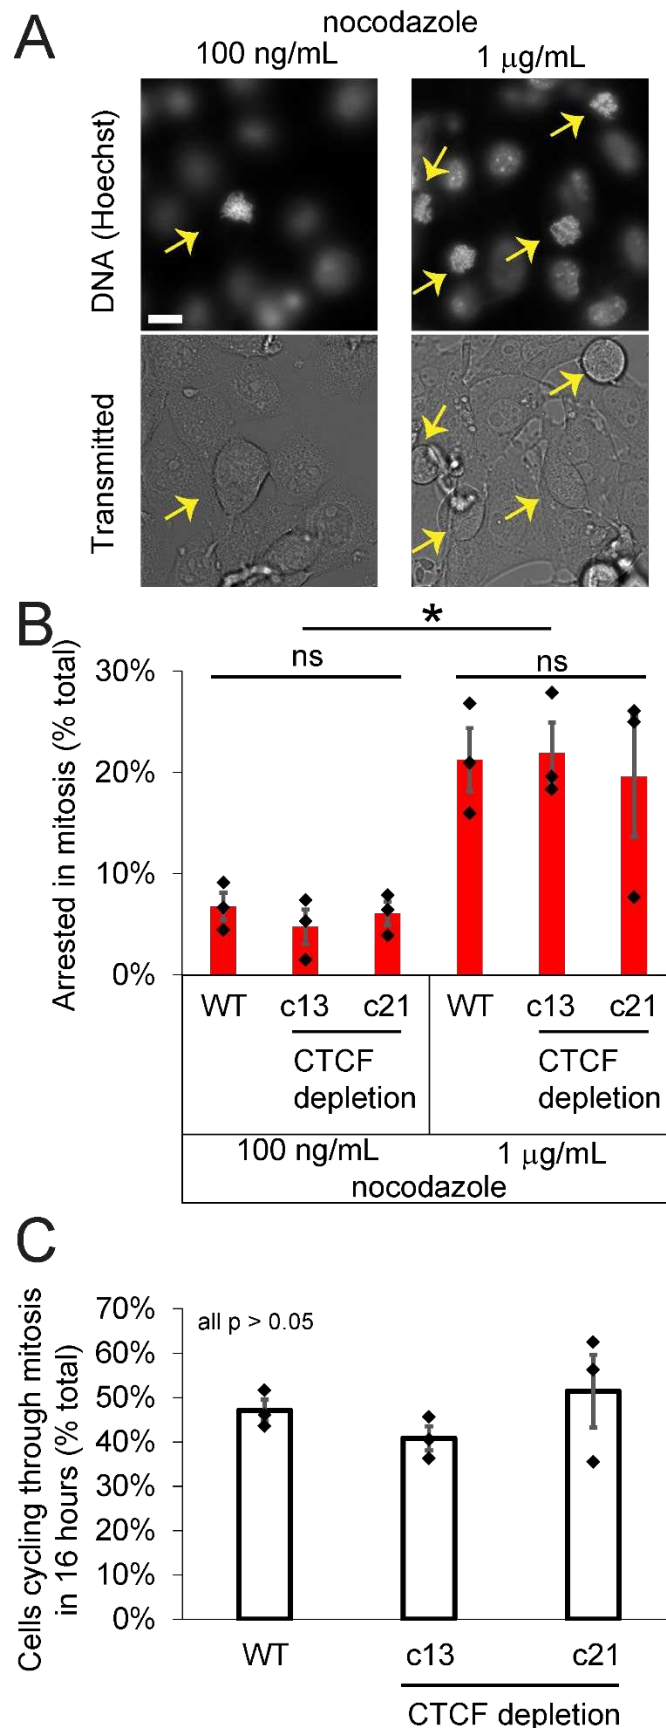 A
nocodazole
100 ng/mL
1 μg/mL
DNA (Hoechst)
Transmitted
B
*
ns
ns
Arrested in mitosis (% total)
30%
20%
10%
0%
WT
c13
c21
WT
c13
c21
CTCF
depletion
CTCF
depletion
100 ng/mL
1 μg/mL
nocodazole
C
Cells cycling through mitosis
in 16 hours (% total)
70%
60%
50%
40%
30%
20%
10%
0%
all p > 0.05
WT
c13
c21
CTCF depletion